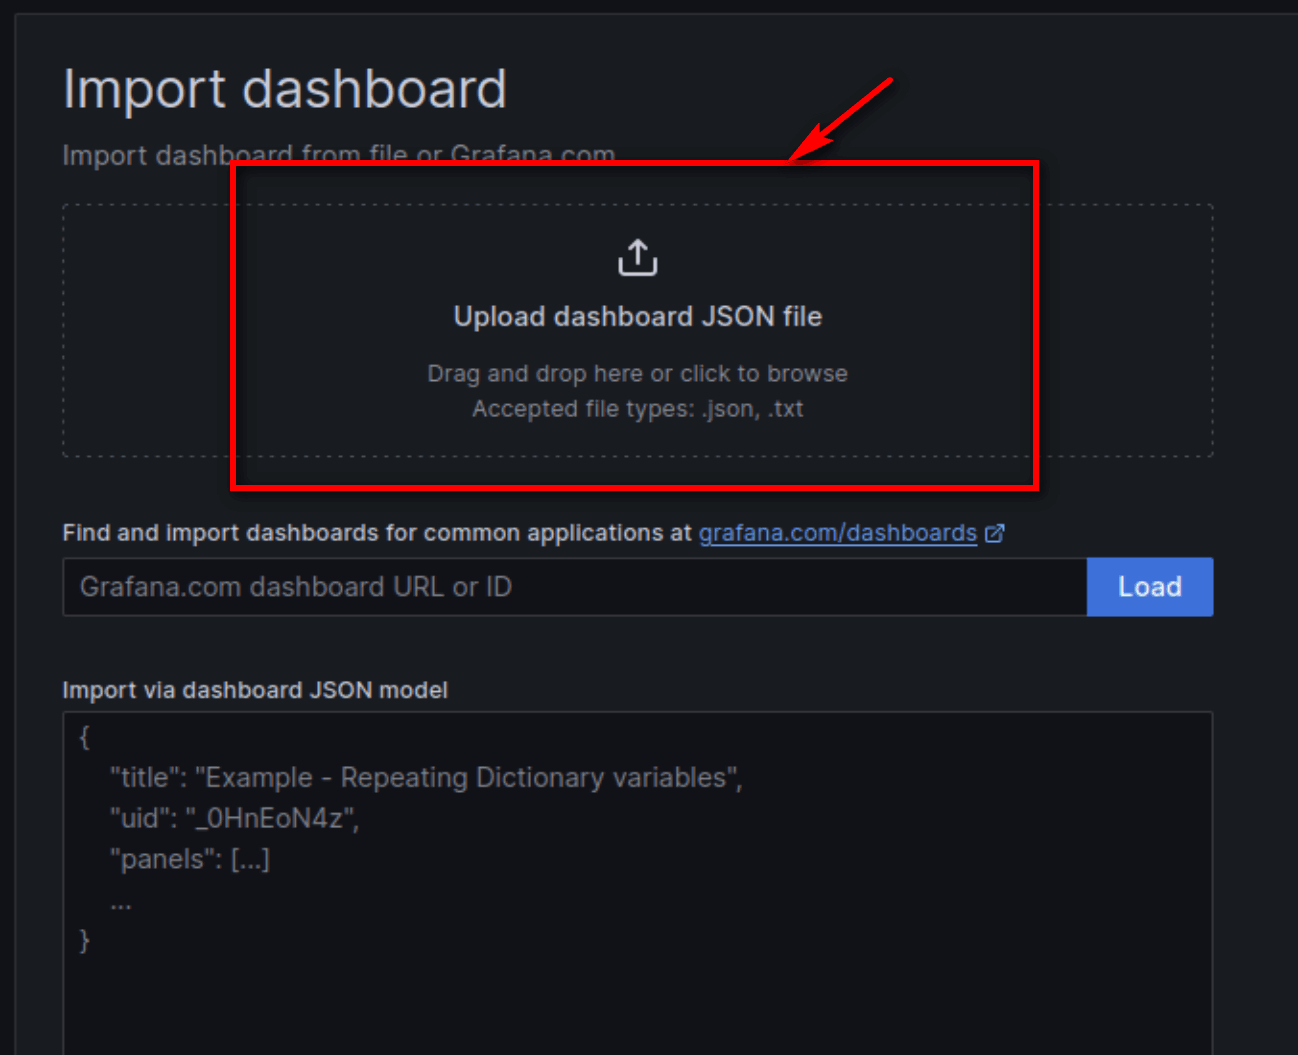 Import dashboard
Import dashboard from file or Grafana.com
Upload dashboard JSON file
Drag and drop here or click to browse
Accepted file types: .json, .txt
Find and import dashboards for common applications at grafana.com/dashboards
Grafana.com dashboard URL or ID
Load
Import via dashboard JSON model
{
"title": "Example - Repeating Dictionary variables",
"uid": "_0HnEoN4z",
"panels": [...]
...
}